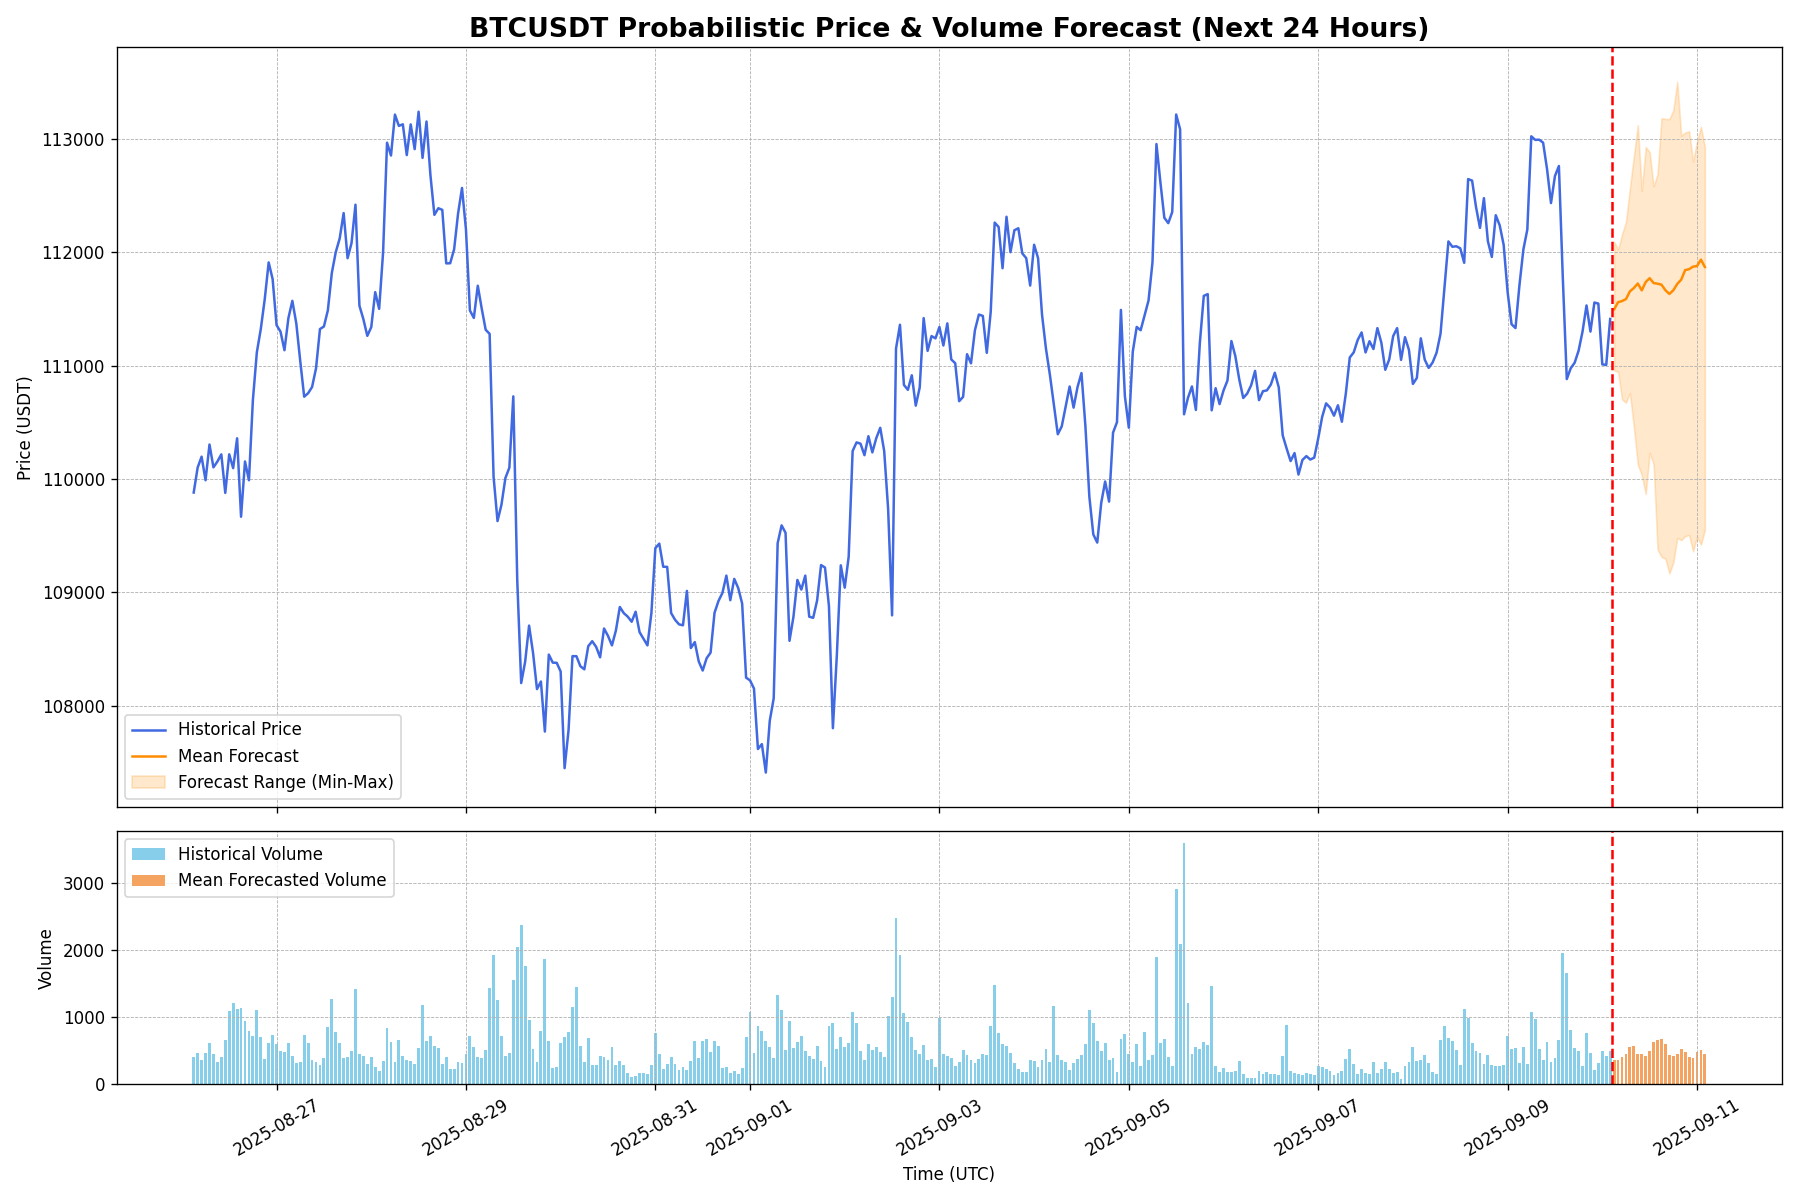 BTCUSDT Probabilistic Price & Volume Forecast (Next 24 Hours)
113000
112000
111000
110000
109000
108000
Price (USDT)
Historical Price
Mean Forecast
Forecast Range (Min-Max)
Historical Volume
Mean Forecasted Volume
3000
2000
1000
0
Volume
2025-08-27
2025-08-29
2025-08-31
2025-09-01
2025-09-03
2025-09-05
2025-09-07
2025-09-09
2025-09-11
Time (UTC)